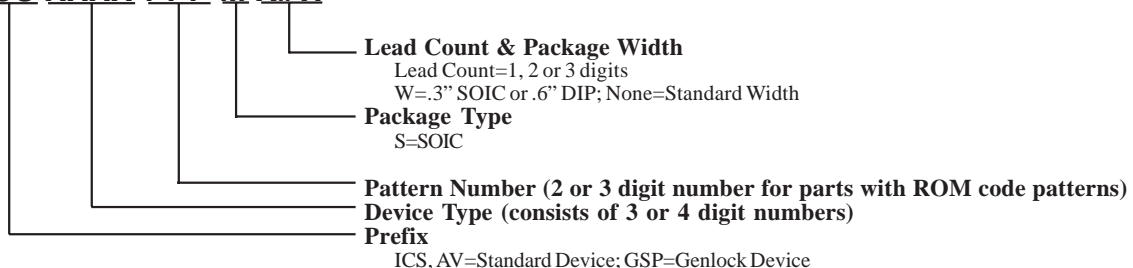 Lead Count & Package Width
Lead Count=1, 2 or 3 digits
W=.3” SOIC or .6” DIP; None=Standard Width
Package Type
S=SOIC
Pattern Number (2 or 3 digit number for parts with ROM code patterns)
Device Type (consists of 3 or 4 digit numbers)
Prefix
ICS, AV=Standard Device; GSP=Genlock Device